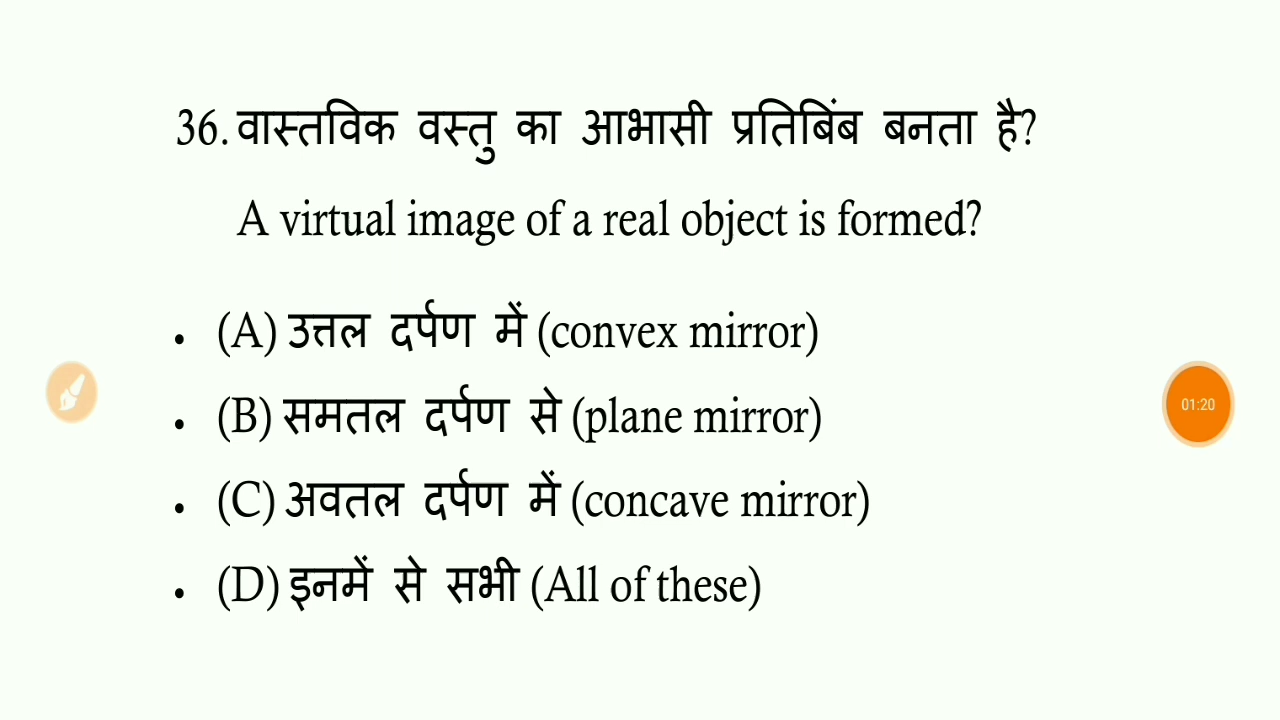 36. वास्तविक वस्तु का आभासी प्रतिबिंब बनता है?
A virtual image of a real object is formed?
• (A) उत्तल दर्पण में (convex mirror)
• (B) समतल दर्पण से (plane mirror)
• (C) अवतल दर्पण में (concave mirror)
• (D) इनमें से सभी (All of these)
01:20